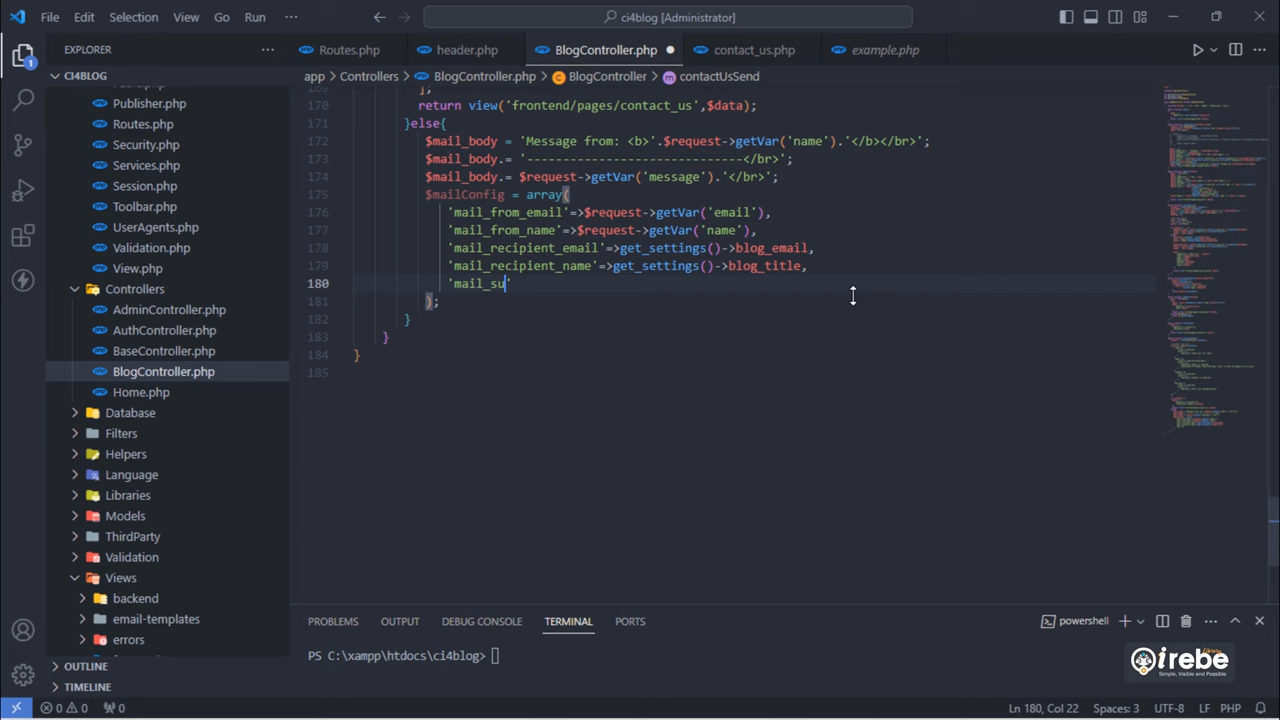 File Edit Selection View Go Run ci4blog [Administrator]
EXPLORER
Routes.php header.php BlogController.php contact_us.php example.php
CI4BLOG
app Controllers BlogController.php BlogController contactUsSend
Publisher.php
Routes.php
Security.php
Services.php
Session.php
Toolbar.php
UserAgents.php
Validation.php
View.php
Controllers
AdminController.php
AuthController.php
BaseController.php
BlogController.php
Home.php
Database
Filters
Helpers
Language
Libraries
Models
ThirdParty
Validation
Views
backend
email-templates
errors
OUTLINE
TIMELINE
169 ];
170 return view('frontend/pages/contact_us',$data);
171 }else{
172 $mail_body = 'Message from: <b>'.$request->getVar('name').'</b></br>';
173 $mail_body.= '------------------------------</br>';
174 $mail_body.= $request->getVar('message').'</br>';
175 $mailConfig = array(
176 'mail_from_email'=>$request->getVar('email'),
177 'mail_from_name'=>$request->getVar('name'),
178 'mail_recipient_email'=>get_settings()->blog_email,
179 'mail_recipient_name'=>get_settings()->blog_title,
180 'mail_su'
181 );
182 }
183 }
184 }
185
PROBLEMS OUTPUT DEBUG CONSOLE TERMINAL PORTS powershell
PS C:\xampp\htdocs\ci4blog>
irebe Library
Simple, Visible and Possible
0 0 0 Ln 180, Col 22 Spaces: 3 UTF-8 LF PHP